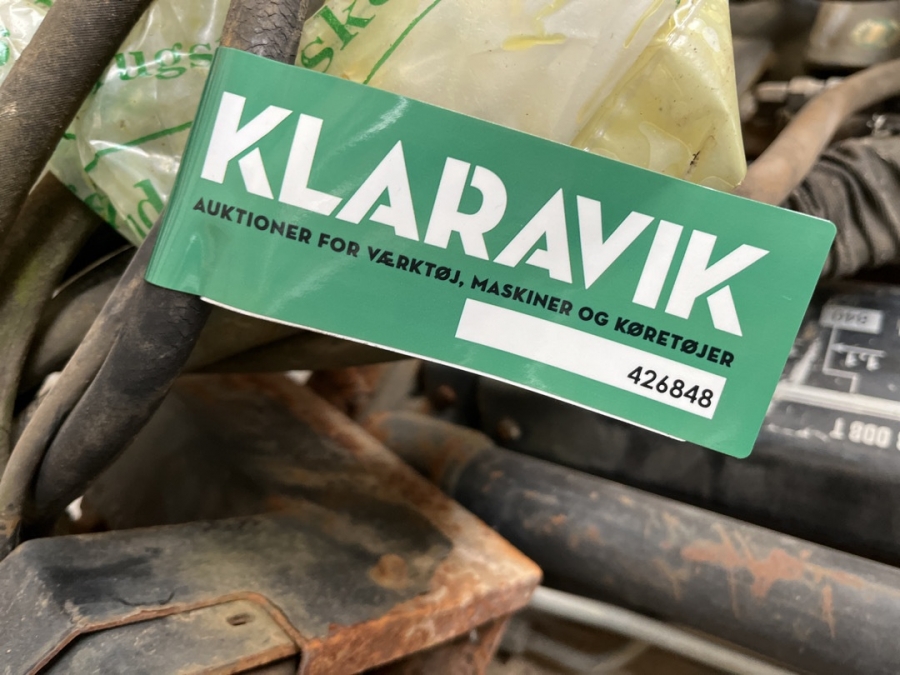 KLARAVIK
AUKTIONER FOR VÆRKTØJ, MASKINER OG KØRETØJER
426848